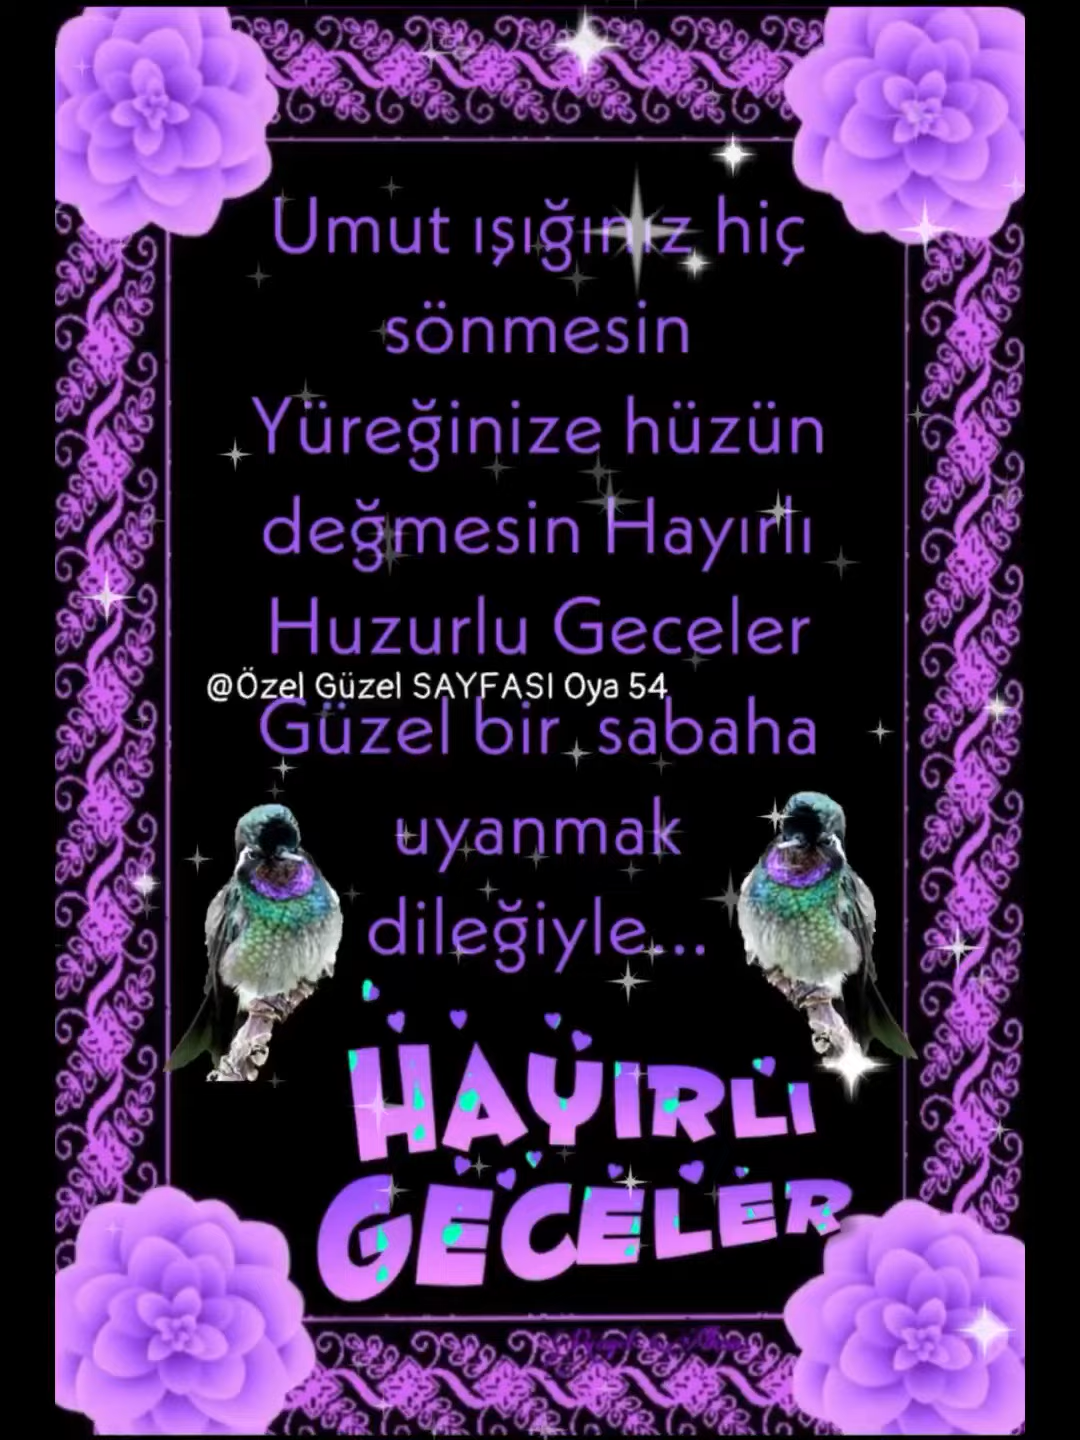 Umut ışığınız hiç
sönmesin
Yüreğinize hüzün
değmesin Hayırlı
Huzurlu Geceler
@Özel Güzel SAYFASI Oya 54
Güzel bir sabaha
uyanmak
dileğiyle...
HAYIRLI
GECELER